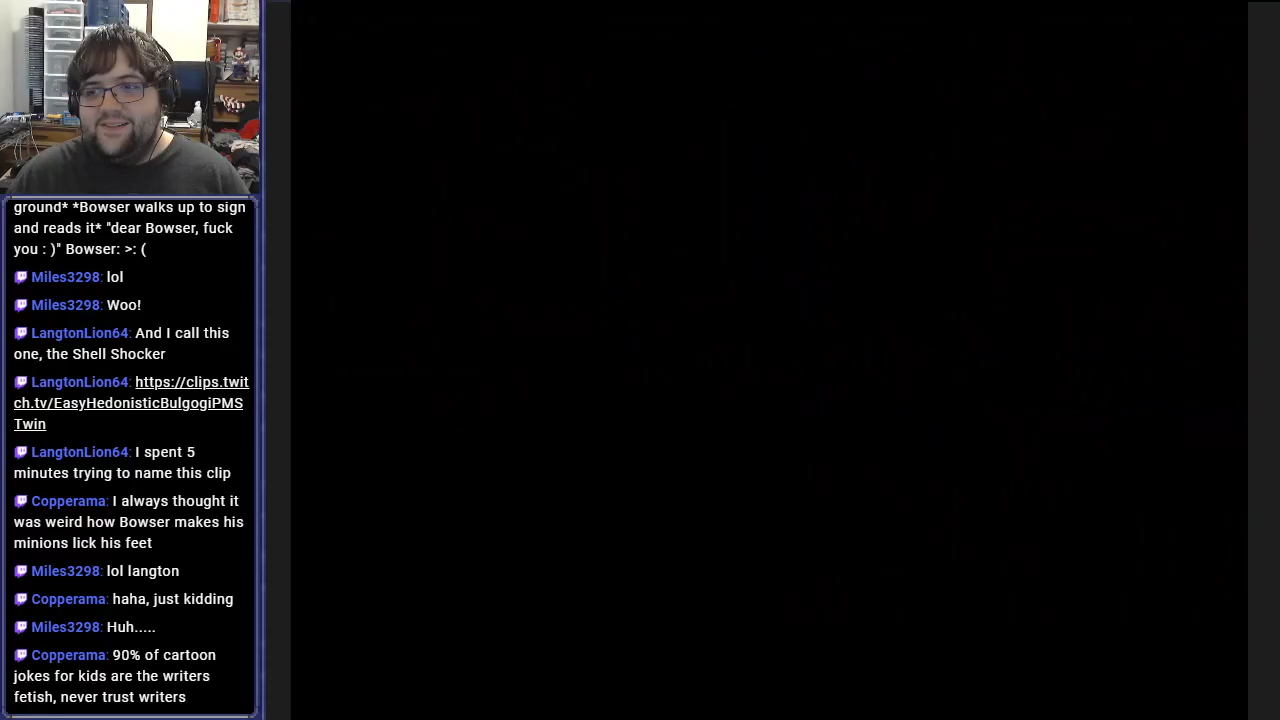 ground* *Bowser walks up to sign
and reads it* "dear Bowser, fuck
you : )" Bowser: >: (
Miles3298: lol
Miles3298: Woo!
LangtonLion64: And I call this
one, the Shell Shocker
LangtonLion64: https://clips.twit
ch.tv/EasyHedonisticBulgogiPMS
Twin
LangtonLion64: I spent 5
minutes trying to name this clip
Copperama: I always thought it
was weird how Bowser makes his
minions lick his feet
Miles3298: lol langton
Copperama: haha, just kidding
Miles3298: Huh.....
Copperama: 90% of cartoon
jokes for kids are the writers
fetish, never trust writers